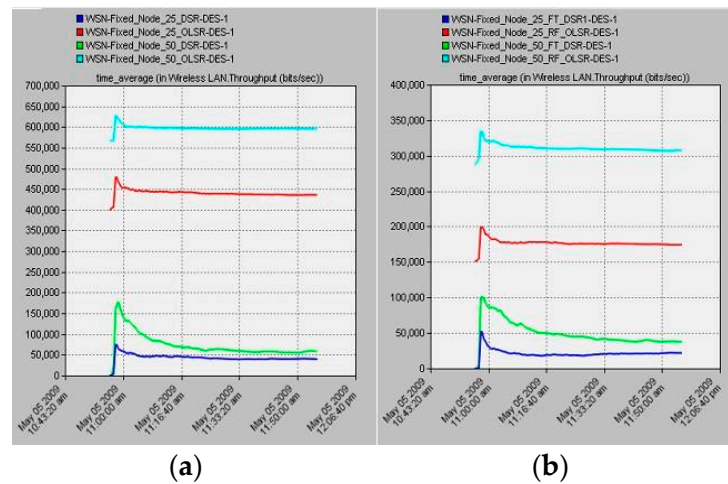 WSN-Fixed_Node_25_DSR-DES-1
WSN-Fixed_Node_25_OLSR-DES-1
WSN-Fixed_Node_50_DSR-DES-1
WSN-Fixed_Node_50_OLSR-DES-1
time_average (in Wireless LAN.Throughput (bits/sec))
700,000
650,000
600,000
550,000
500,000
450,000
400,000
350,000
300,000
250,000
200,000
150,000
100,000
50,000
0
May 05 2009
10:43:20 am
May 05 2009
11:00:00 am
May 05 2009
11:16:40 am
May 05 2009
11:33:20 am
May 05 2009
11:50:00 am
May 05 2009
12:06:40 pm
(a)
WSN-Fixed_Node_25_FT_DSR1-DES-1
WSN-Fixed_Node_25_RF_OLSR-DES-1
WSN-Fixed_Node_50_FT_DSR-DES-1
WSN-Fixed_Node_50_RF_OLSR-DES-1
time_average (in Wireless LAN.Throughput (bits/sec))
400,000
350,000
300,000
250,000
200,000
150,000
100,000
50,000
0
May 05 2009
10:43:20 am
May 05 2009
11:00:00 am
May 05 2009
11:16:40 am
May 05 2009
11:33:20 am
May 05 2009
11:50:00 am
May 05 2009
12:06:40 pm
(b)